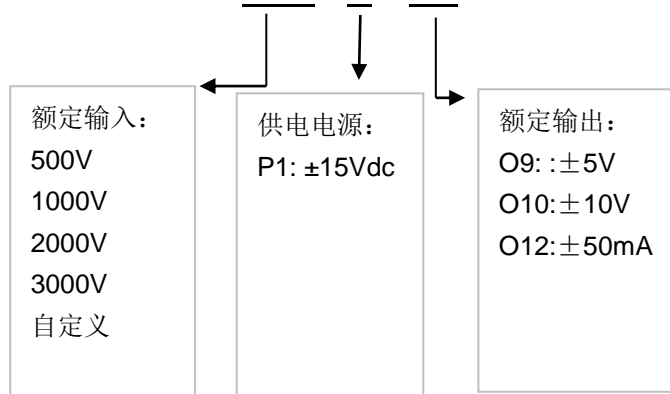 额定输入：
500V
1000V
2000V
3000V
自定义
供电电源：
P1: ±15Vdc
额定输出：
O9: :±5V
O10:±10V
O12:±50mA